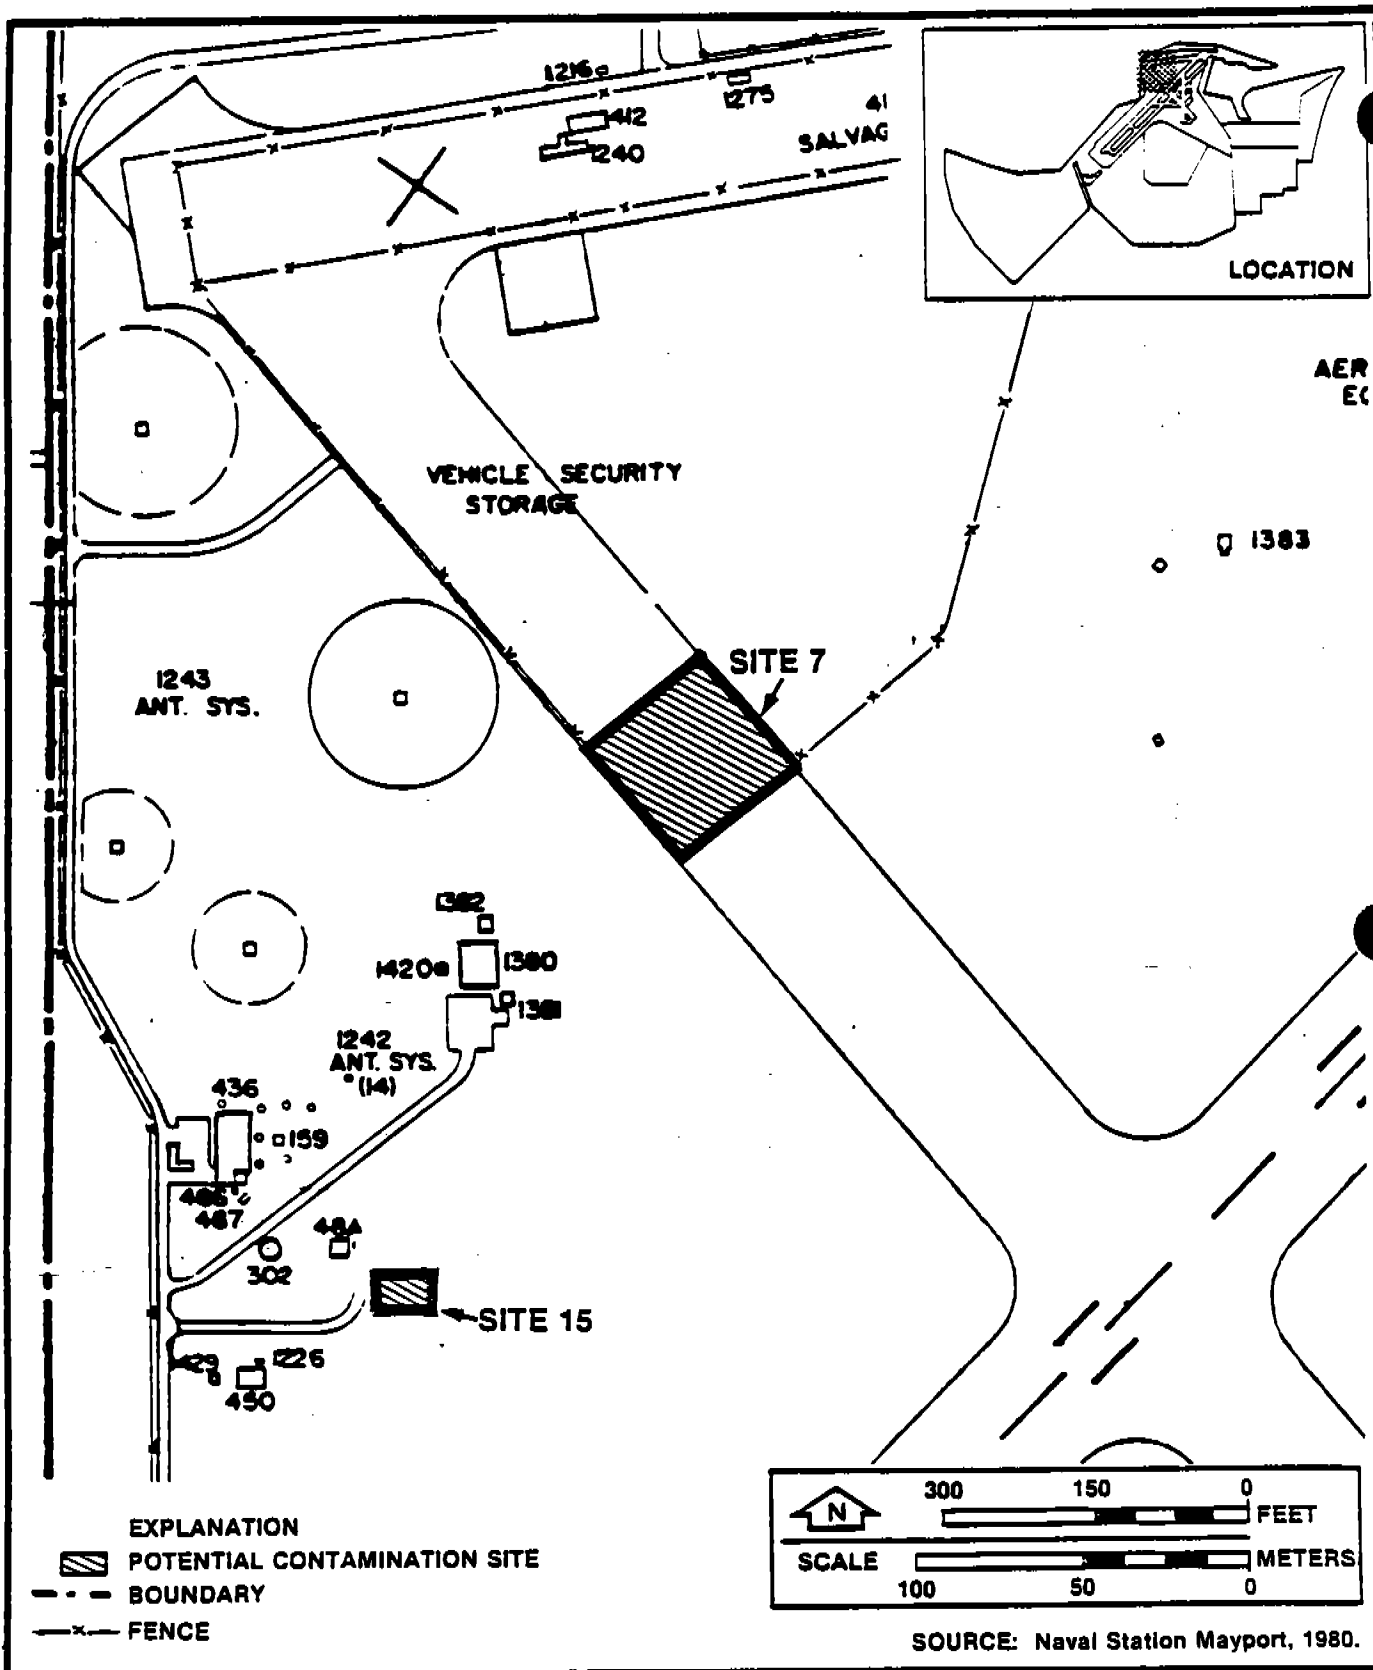 1216
1275
412
1240
41
SALVAG
LOCATION
AER
VEHICLE SECURITY
STORAGE
1383
SITE 7
1243
ANT. SYS.
1382
1420
1380
1381
1242
ANT. SYS.
(14)
436
159
467
48A
302
SITE 15
1226
450
300 150 0
N
FEET
SCALE
METERS
100 50 0
EXPLANATION
POTENTIAL CONTAMINATION SITE
BOUNDARY
FENCE
SOURCE: Naval Station Mayport, 1980.